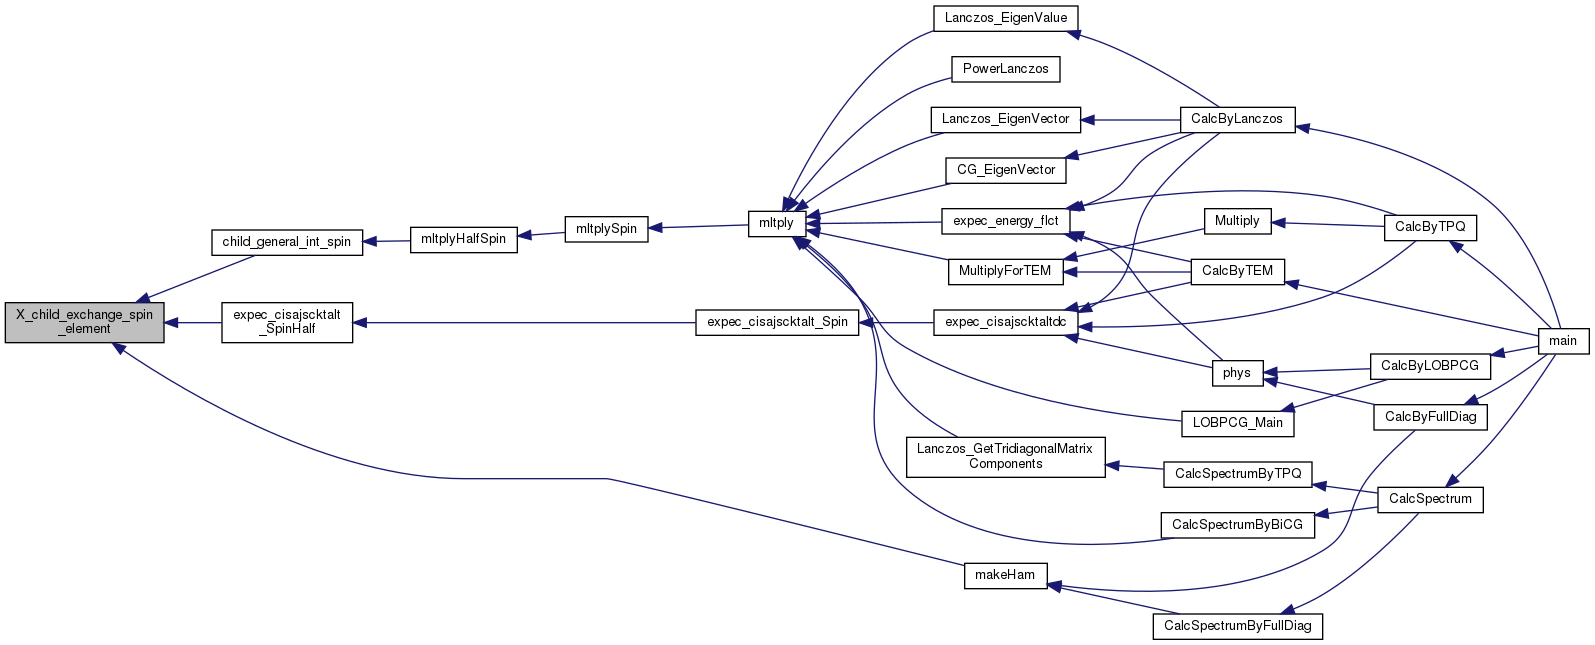 X_child_exchange_spin
_element
child_general_int_spin
expec_cisajscktalt
_SpinHalf
mltplyHalfSpin
mltplySpin
mltply
expec_cisajscktalt_Spin
Lanczos_EigenValue
PowerLanczos
Lanczos_EigenVector
CG_EigenVector
expec_energy_flct
MultiplyForTEM
expec_cisajscktaltdc
Lanczos_GetTridiagonalMatrix
Components
makeHam
CalcByLanczos
Multiply
CalcByTEM
phys
LOBPCG_Main
CalcSpectrumByTPQ
CalcSpectrumByBiCG
CalcSpectrumByFullDiag
CalcByTPQ
CalcByLOBPCG
CalcByFullDiag
CalcSpectrum
main